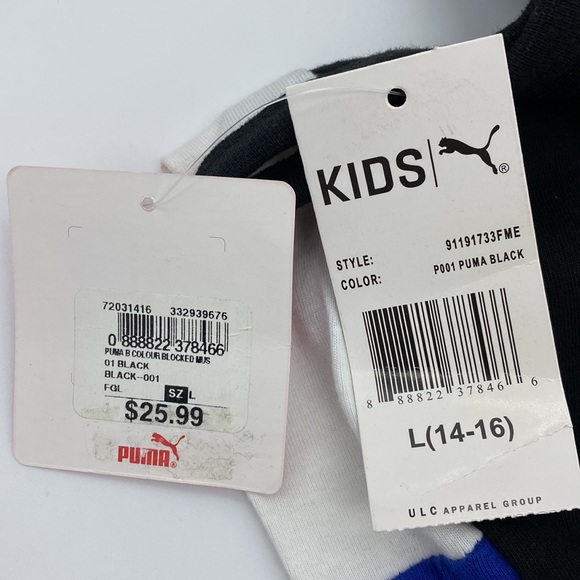 72031416 332939676
0 888822 378466
PUMA B COLOUR BLOCKED MUS
01 BLACK
BLACK--001
FGL SZ L
$25.99
PUMA®
KIDS ®
STYLE: 91191733FME
COLOR: P001 PUMA BLACK
8 88822 37846 6
L(14-16)
ULC APPAREL GROUP